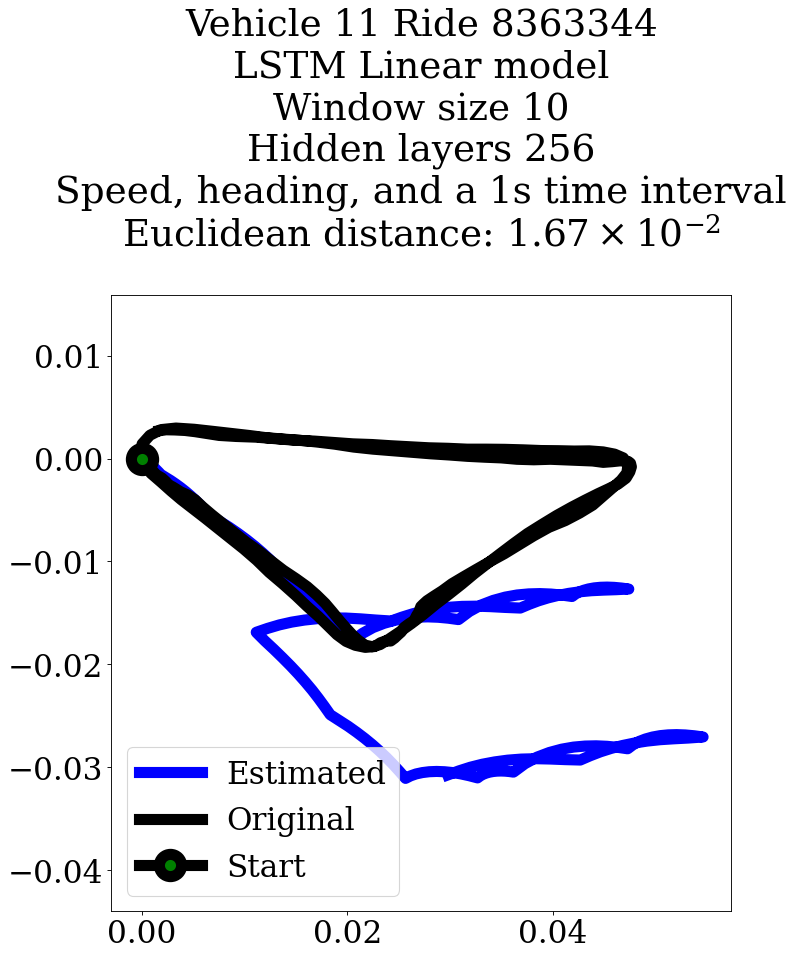 Vehicle 11 Ride 8363344
LSTM Linear model
Window size 10
Hidden layers 256
Speed, heading, and a 1s time interval
Euclidean distance: 1.67 × 10⁻²
0.01
0.00
−0.01
−0.02
−0.03
−0.04
Estimated
Original
Start
0.00 0.02 0.04